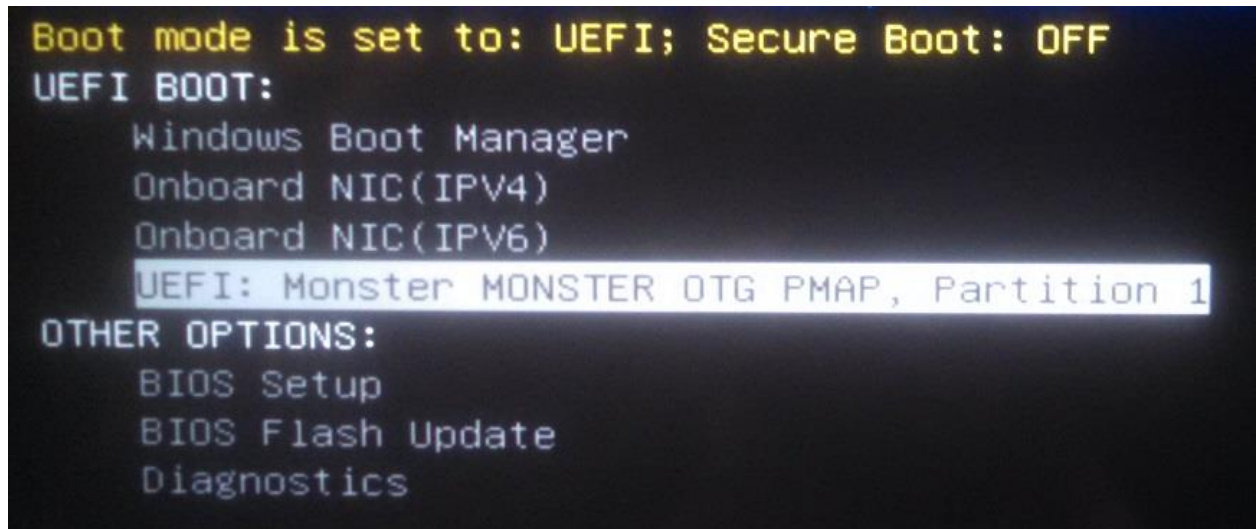 Boot mode is set to: UEFI; Secure Boot: OFF
UEFI BOOT:
Windows Boot Manager
Onboard NIC(IPV4)
Onboard NIC(IPV6)
UEFI: Monster MONSTER OTG PMAP, Partition 1
OTHER OPTIONS:
BIOS Setup
BIOS Flash Update
Diagnostics